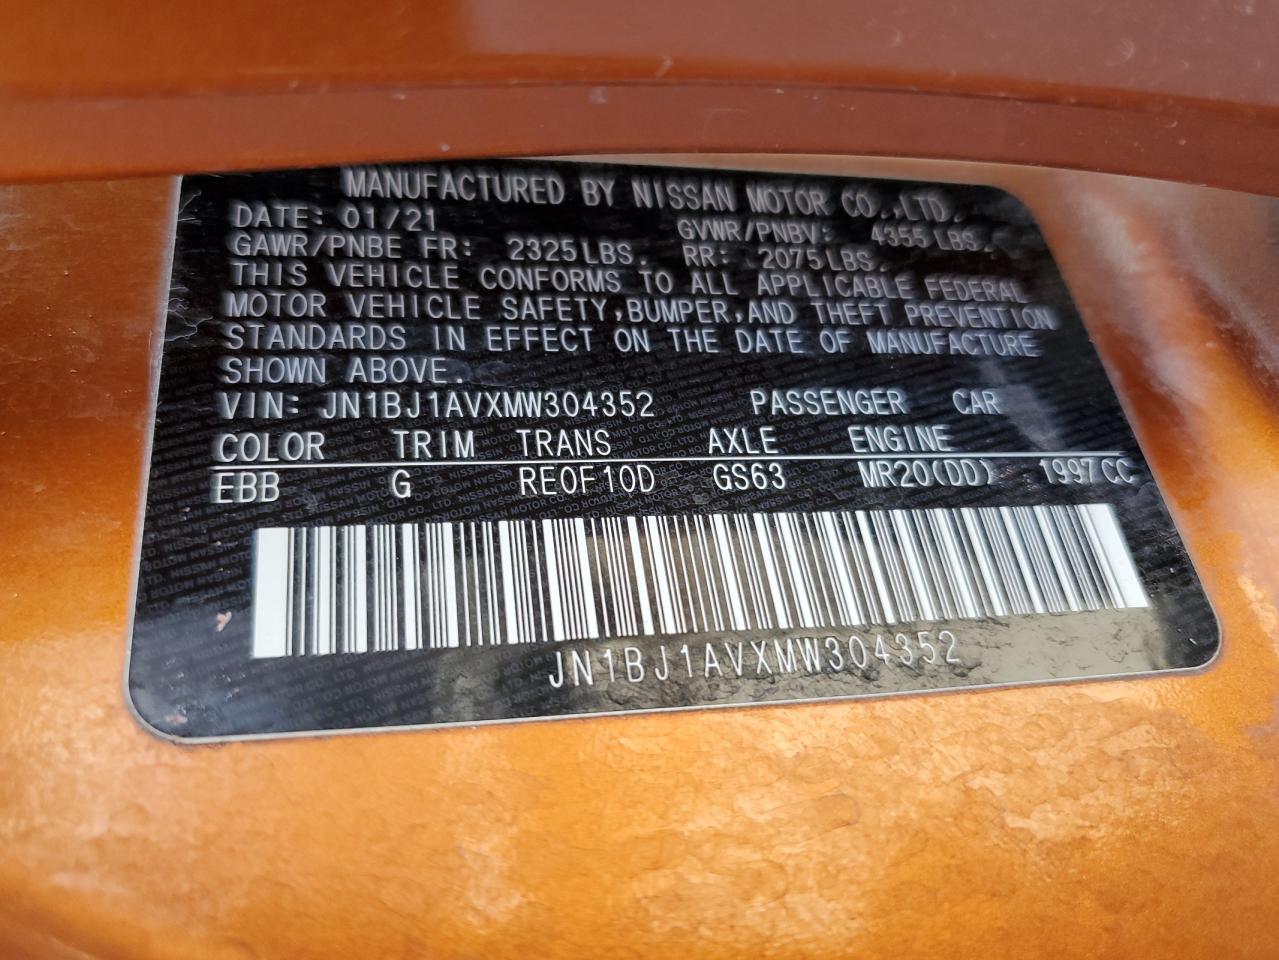 MANUFACTURED BY NISSAN MOTOR CO.,LTD.
DATE: 01/21 GVWR/PNBV: 4355 LBS.
GAWR/PNBE FR: 2325 LBS. RR: 2075 LBS.
THIS VEHICLE CONFORMS TO ALL APPLICABLE FEDERAL
MOTOR VEHICLE SAFETY,BUMPER,AND THEFT PREVENTION
STANDARDS IN EFFECT ON THE DATE OF MANUFACTURE
SHOWN ABOVE.
VIN: JN1BJ1AVXMW304352 PASSENGER CAR
COLOR TRIM TRANS AXLE ENGINE
EBB G RE0F10D GS63 MR20(DD) 1997 CC
JN1BJ1AVXMW304352